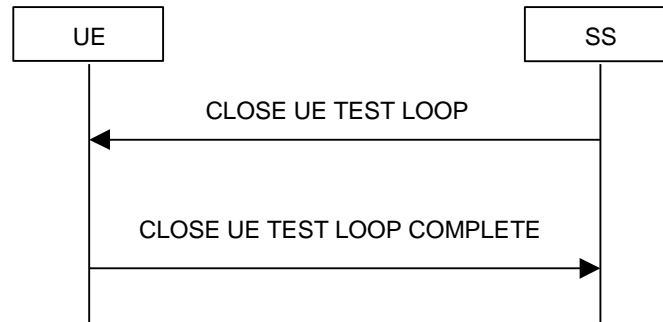 UE
SS
CLOSE UE TEST LOOP
CLOSE UE TEST LOOP COMPLETE